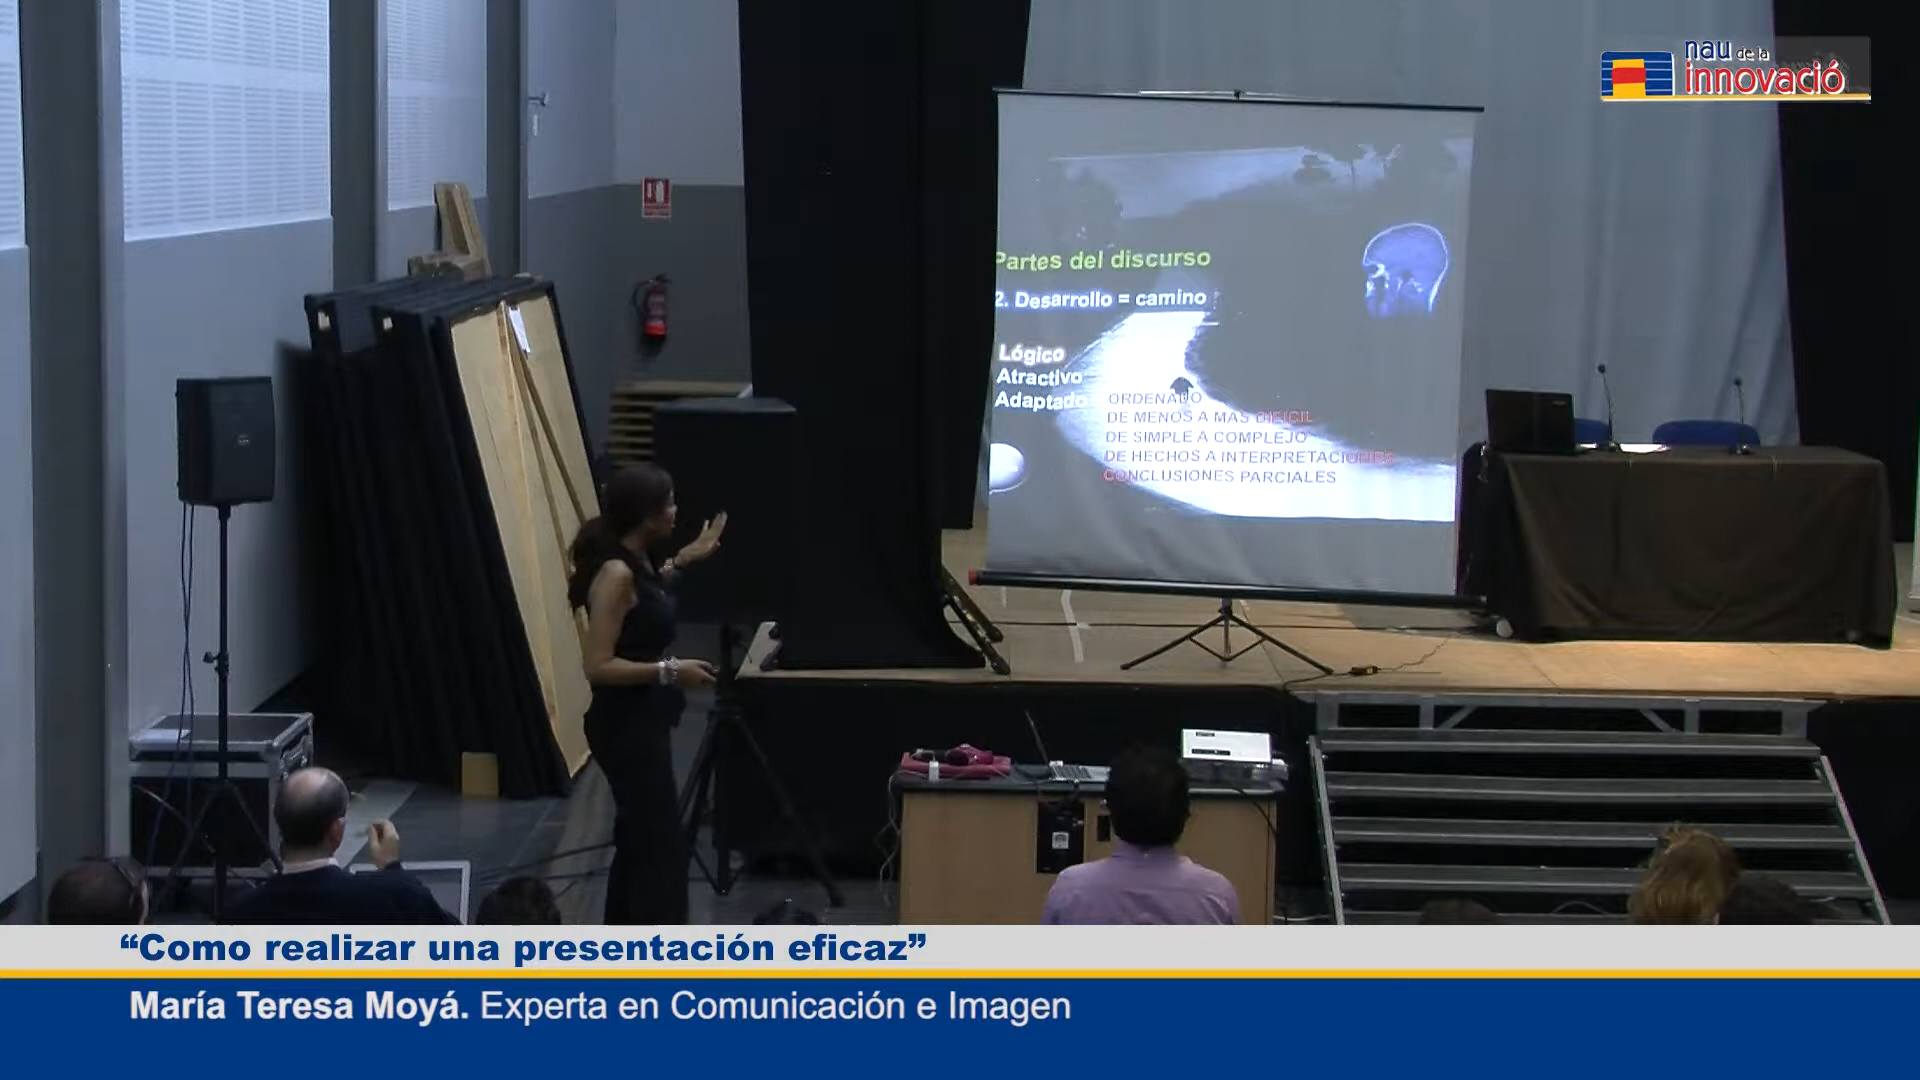 nau de la
innovació
Partes del discurso
2. Desarrollo = camino
Lógico
Atractivo
Adaptado
ORDENADO
DE MENOS A MAS DIFICIL
DE SIMPLE A COMPLEJO
DE HECHOS A INTERPRETACIONES
CONCLUSIONES PARCIALES
“Como realizar una presentación eficaz”
María Teresa Moyá. Experta en Comunicación e Imagen